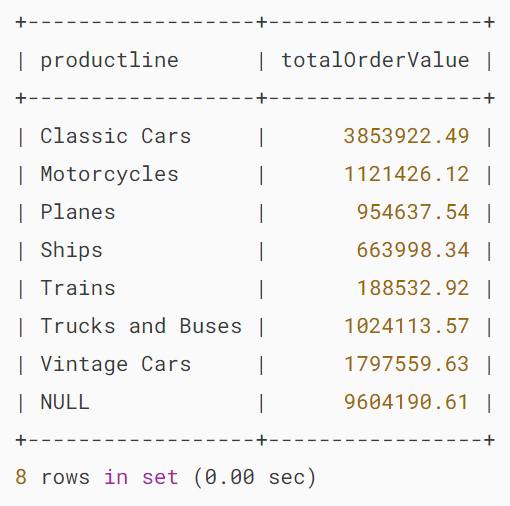 +------------------+-----------------+
| productline      | totalOrderValue |
+------------------+-----------------+
| Classic Cars     |      3853922.49 |
| Motorcycles      |      1121426.12 |
| Planes           |       954637.54 |
| Ships            |       663998.34 |
| Trains           |       188532.92 |
| Trucks and Buses |      1024113.57 |
| Vintage Cars     |      1797559.63 |
| NULL             |      9604190.61 |
+------------------+-----------------+
8 rows in set (0.00 sec)